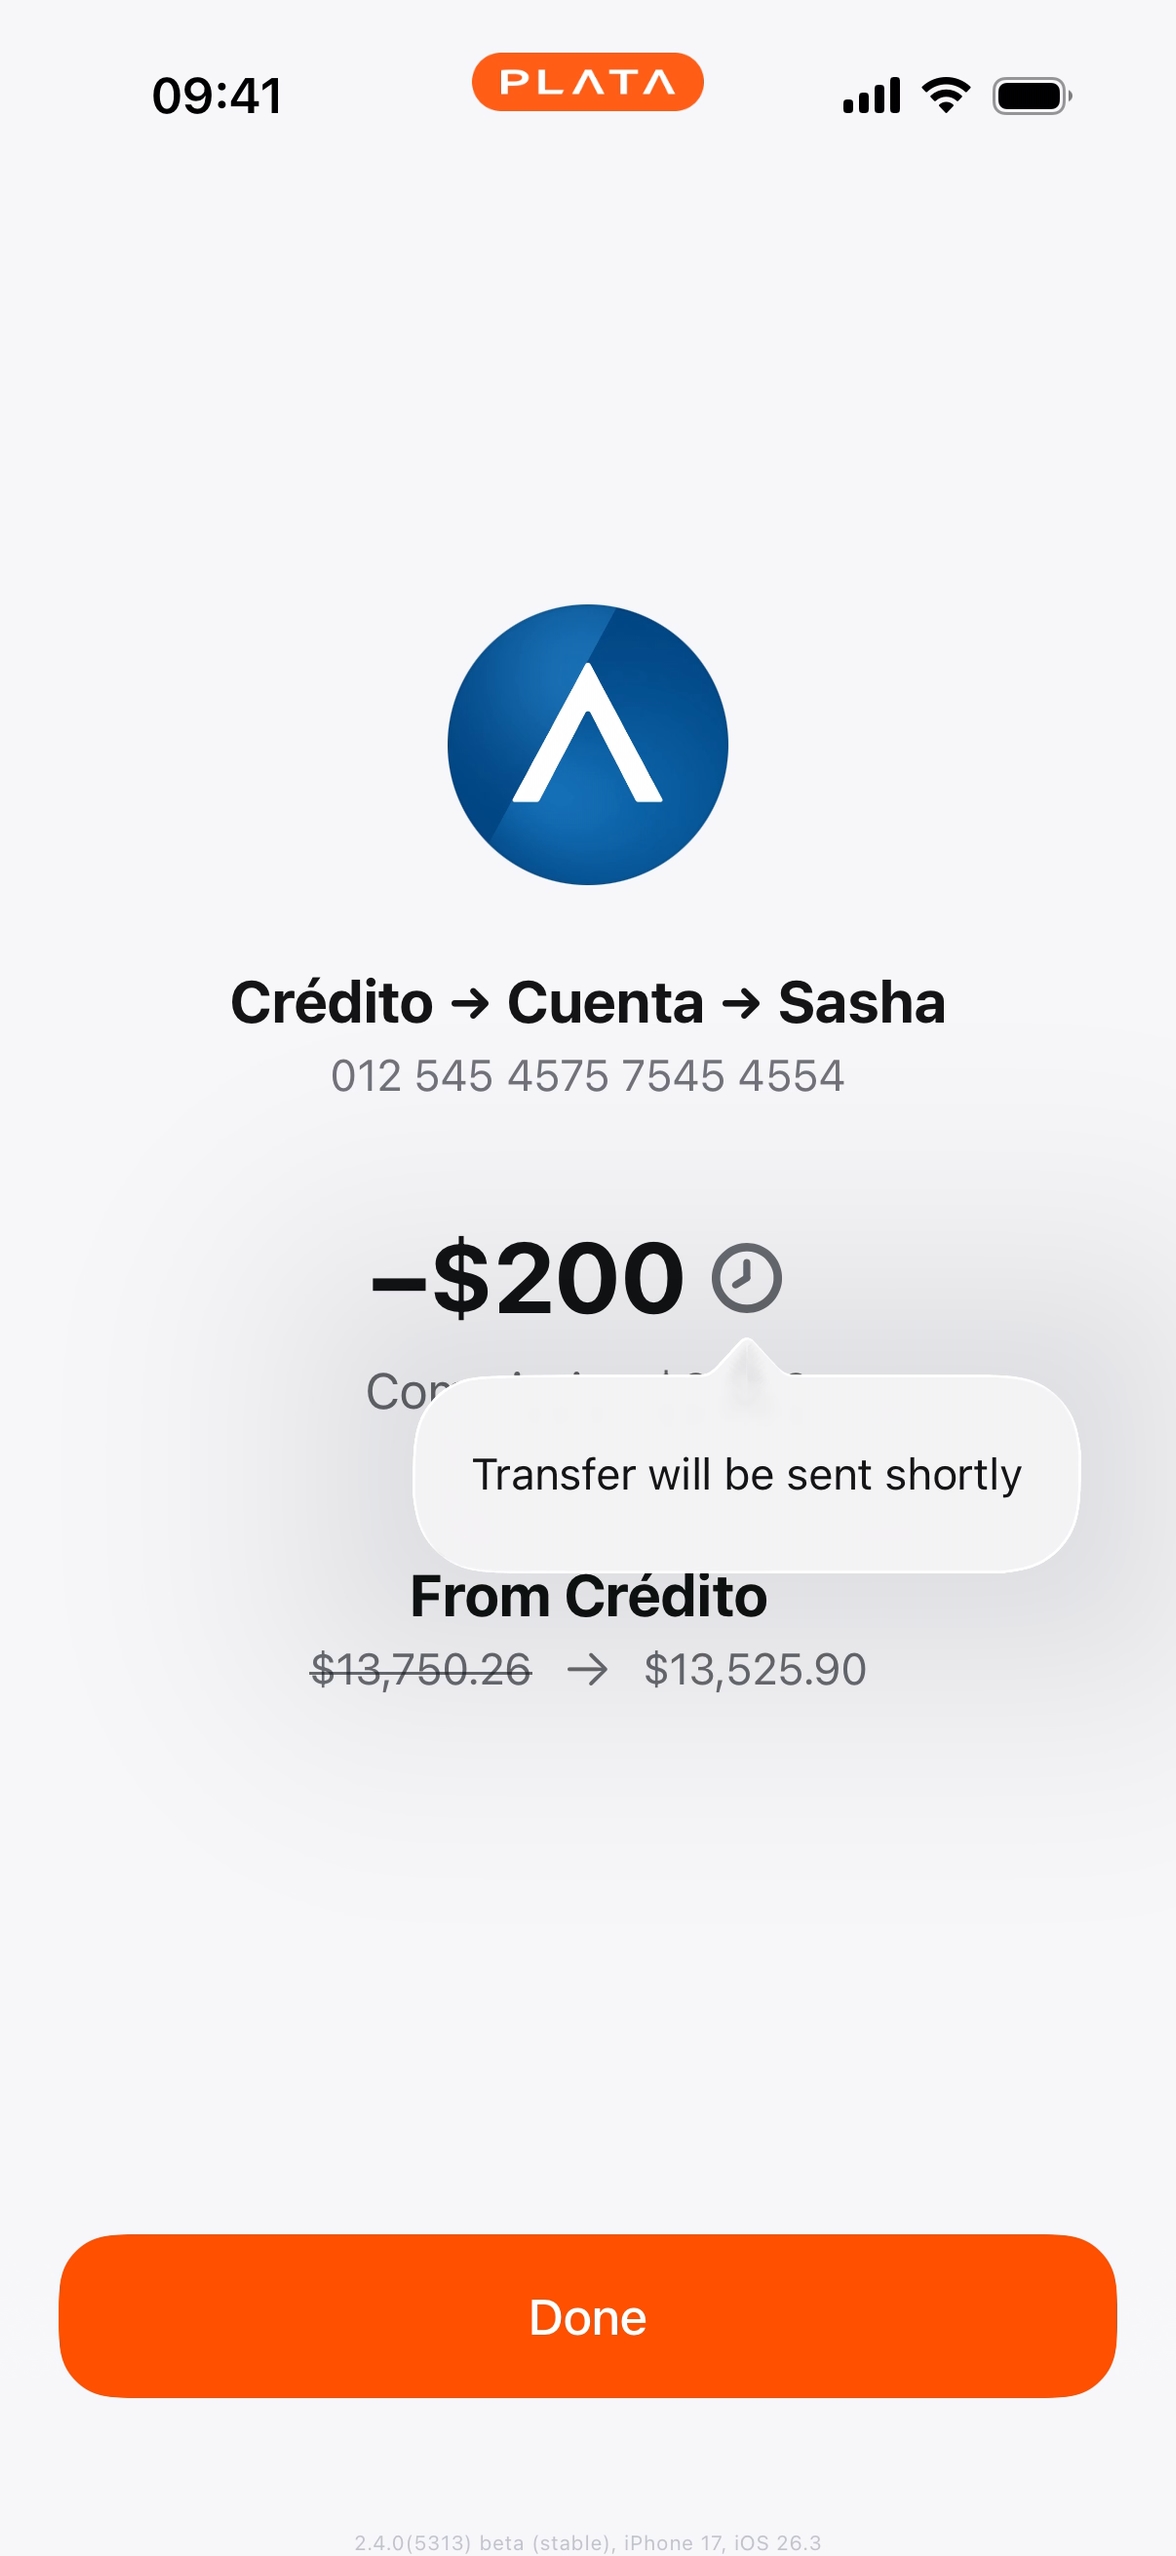 09:41
PLATA
Crédito → Cuenta → Sasha
012 545 4575 7545 4554
–$200
Transfer will be sent shortly
From Crédito
$13,750.26 → $13,525.90
Done
2.4.0(5313) beta (stable), iPhone 17, iOS 26.3